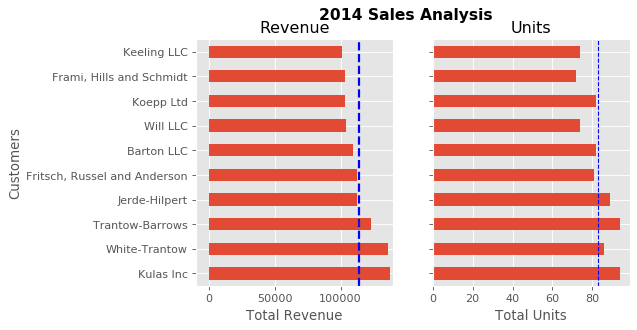 2014 Sales Analysis
Revenue
Units
Customers
Keeling LLC
Frami, Hills and Schmidt
Koepp Ltd
Will LLC
Barton LLC
Fritsch, Russel and Anderson
Jerde-Hilpert
Trantow-Barrows
White-Trantow
Kulas Inc
0 50000 100000
Total Revenue
0 20 40 60 80
Total Units